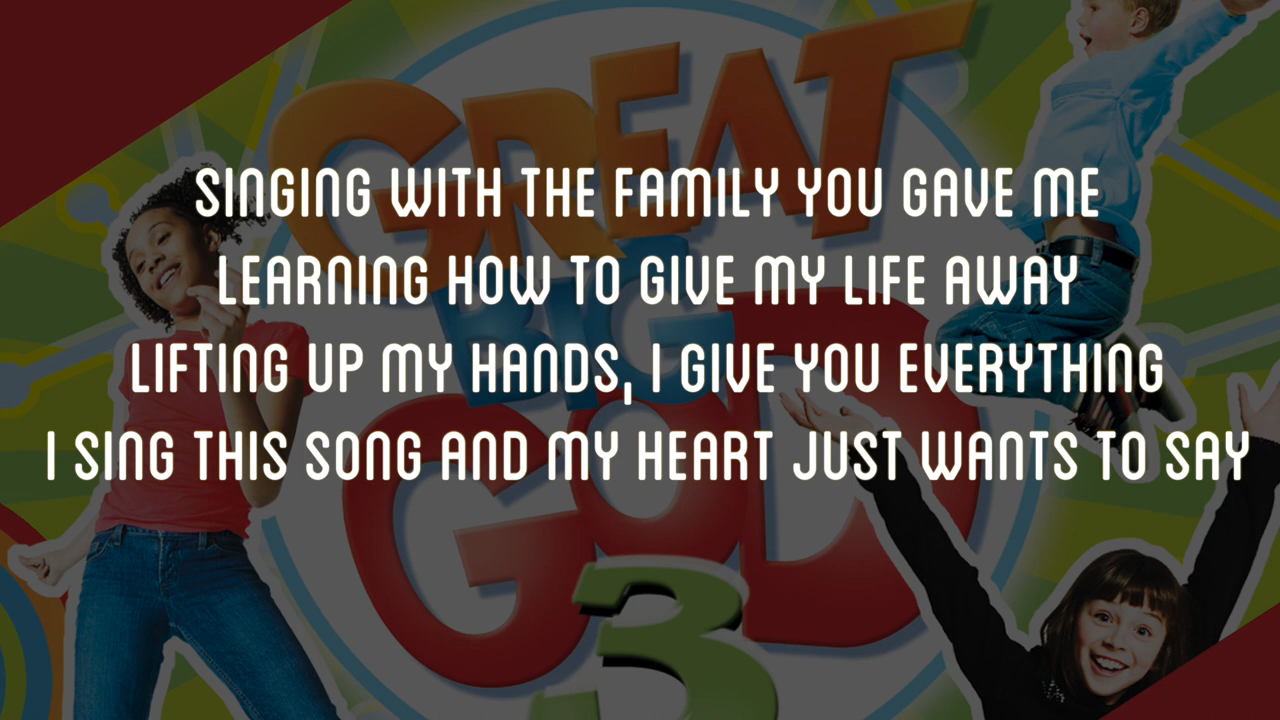 SINGING WITH THE FAMILY YOU GAVE ME
LEARNING HOW TO GIVE MY LIFE AWAY
LIFTING UP MY HANDS, I GIVE YOU EVERYTHING
I SING THIS SONG AND MY HEART JUST WANTS TO SAY
GREAT
BIG
GOD
3